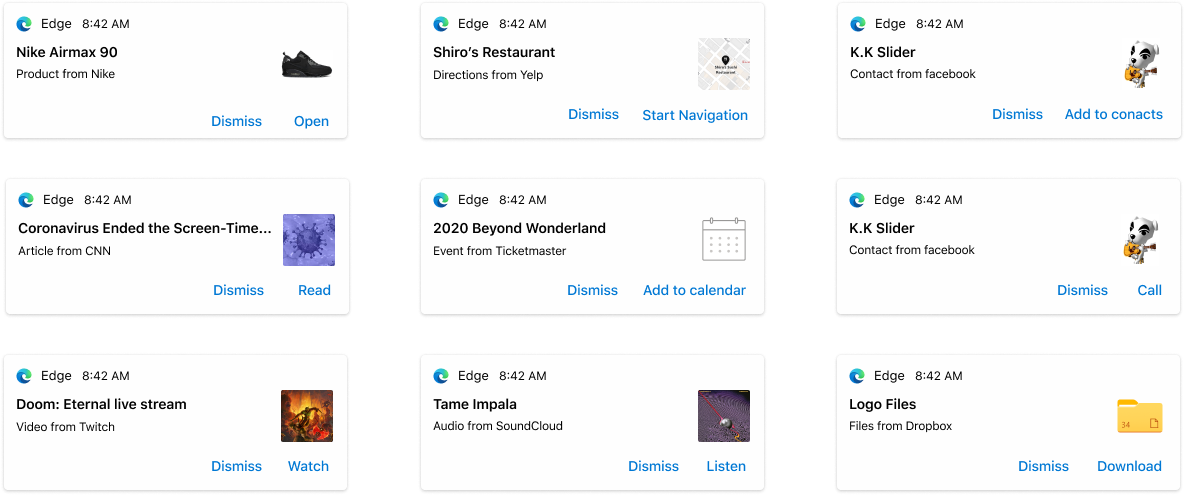 Edge 8:42 AM
Nike Airmax 90
Product from Nike
Dismiss Open
Edge 8:42 AM
Shiro’s Restaurant
Directions from Yelp
Shiro's Sushi
Restaurant
Dismiss Start Navigation
Edge 8:42 AM
K.K Slider
Contact from facebook
Dismiss Add to conacts
Edge 8:42 AM
Coronavirus Ended the Screen-Time...
Article from CNN
Dismiss Read
Edge 8:42 AM
2020 Beyond Wonderland
Event from Ticketmaster
Dismiss Add to calendar
Edge 8:42 AM
K.K Slider
Contact from facebook
Dismiss Call
Edge 8:42 AM
Doom: Eternal live stream
Video from Twitch
Dismiss Watch
Edge 8:42 AM
Tame Impala
Audio from SoundCloud
Dismiss Listen
Edge 8:42 AM
Logo Files
Files from Dropbox
34
Dismiss Download